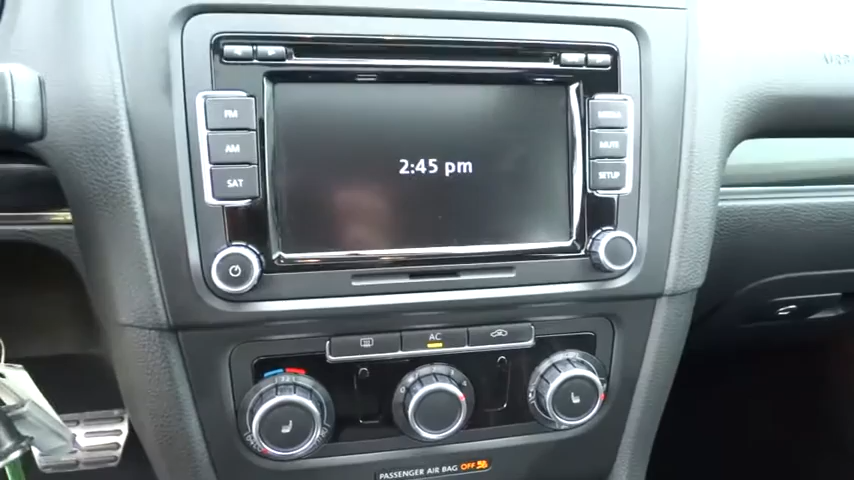 FM
AM
SAT
2:45 pm
MEDIA
MUTE
SETUP
AC
PASSENGER AIR BAG OFF